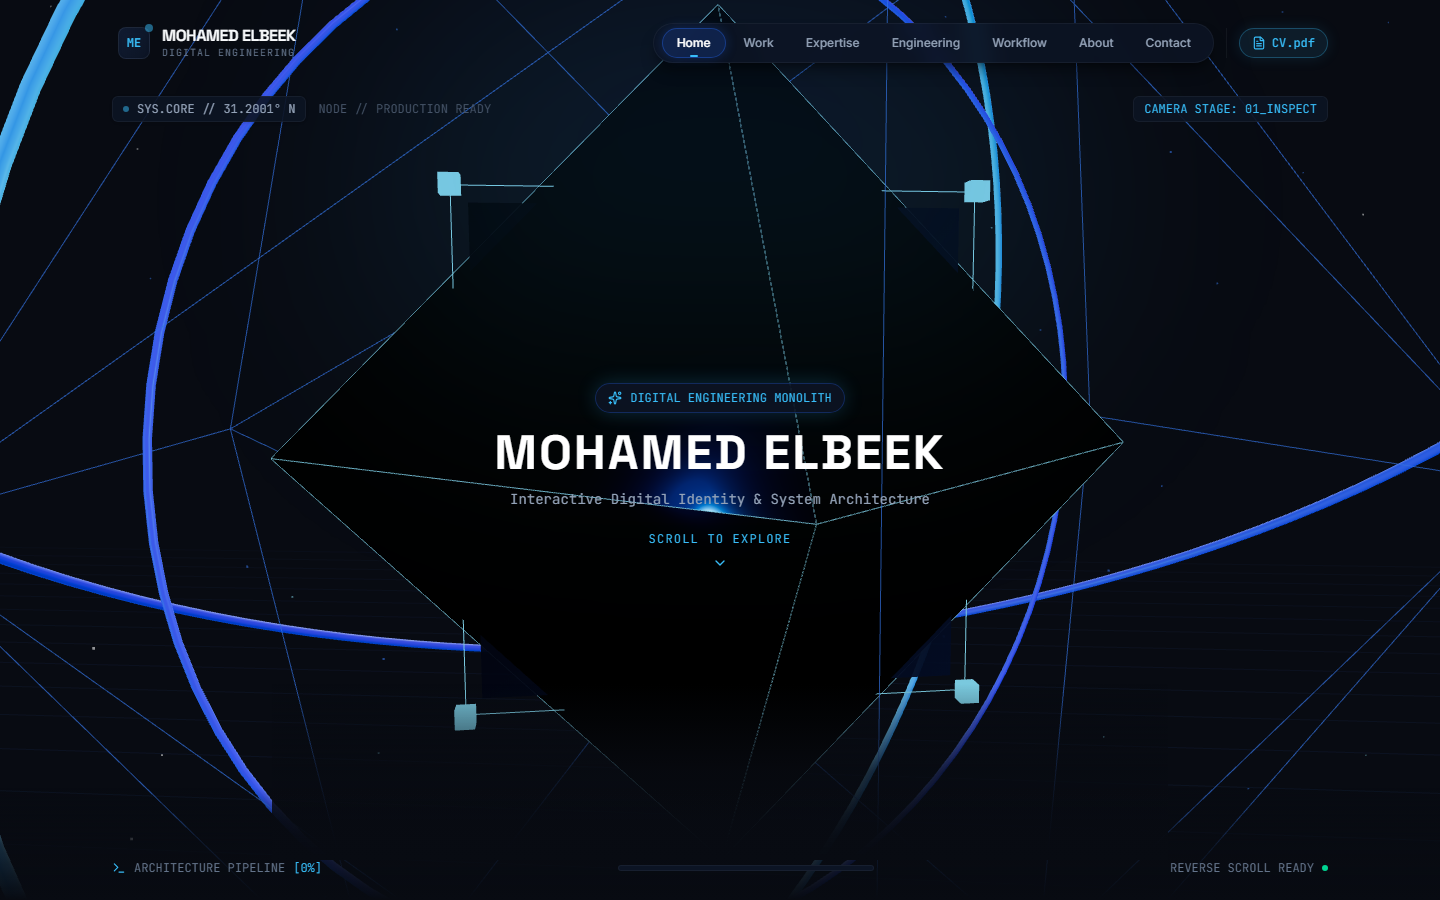 ME
MOHAMED ELBEEK
DIGITAL ENGINEERING
Home
Work
Expertise
Engineering
Workflow
About
Contact
CV.pdf
SYS.CORE // 31.2001° N
NODE // PRODUCTION READY
CAMERA STAGE: 01_INSPECT
DIGITAL ENGINEERING MONOLITH
MOHAMED ELBEEK
Interactive Digital Identity & System Architecture
SCROLL TO EXPLORE
ARCHITECTURE PIPELINE [0%]
REVERSE SCROLL READY